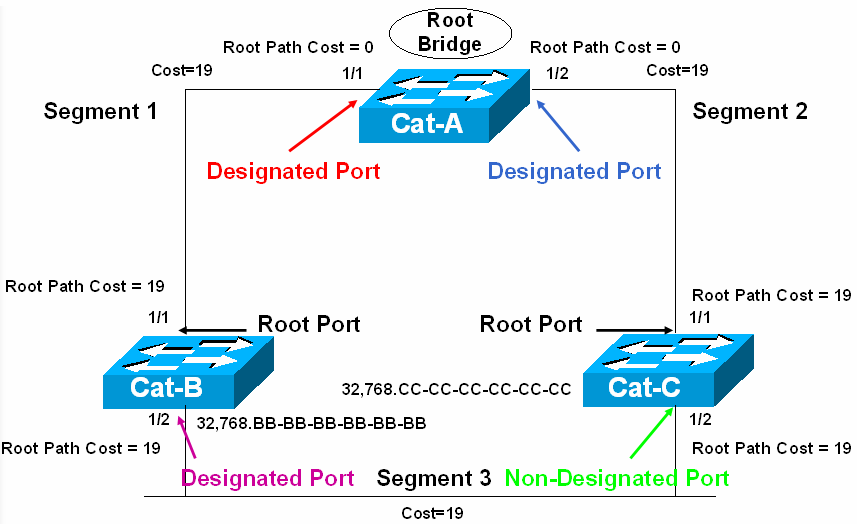 Root
Bridge
Root Path Cost = 0
Root Path Cost = 0
Cost=19
1/1
1/2
Cost=19
Segment 1
Cat-A
Segment 2
Designated Port
Designated Port
Root Path Cost = 19
Root Path Cost = 19
1/1
1/1
Root Port
Root Port
Cat-B
32,768.CC-CC-CC-CC-CC-CC
Cat-C
1/2
32,768.BB-BB-BB-BB-BB-BB
1/2
Root Path Cost = 19
Root Path Cost = 19
Designated Port
Segment 3
Non-Designated Port
Cost=19